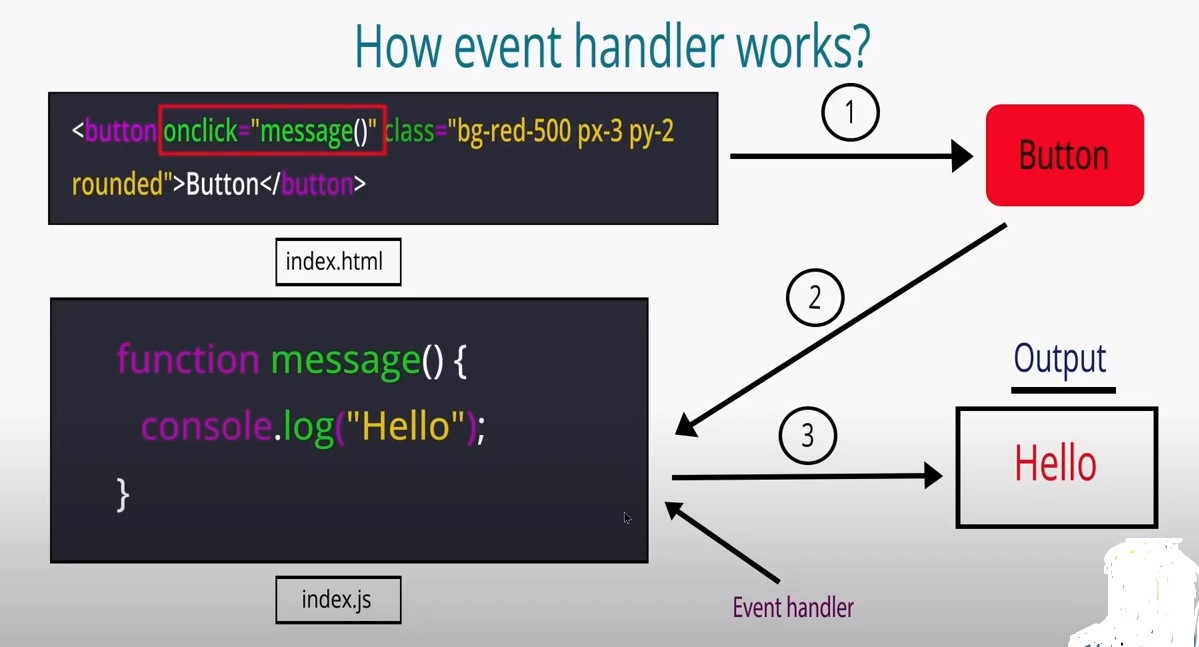 How event handler works?
<button onclick="message()" class="bg-red-500 px-3 py-2
rounded">Button</button>
index.html
1
Button
2
function message() {
console.log("Hello");
}
index.js
3
Output
Hello
Event handler